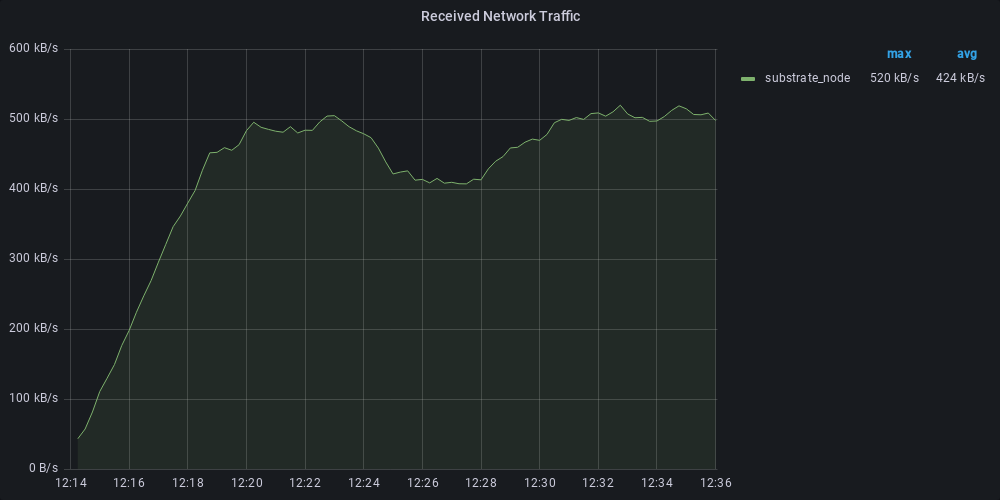 Received Network Traffic
600 kB/s
500 kB/s
400 kB/s
300 kB/s
200 kB/s
100 kB/s
0 B/s
12:14 12:16 12:18 12:20 12:22 12:24 12:26 12:28 12:30 12:32 12:34 12:36
max avg
substrate_node 520 kB/s 424 kB/s